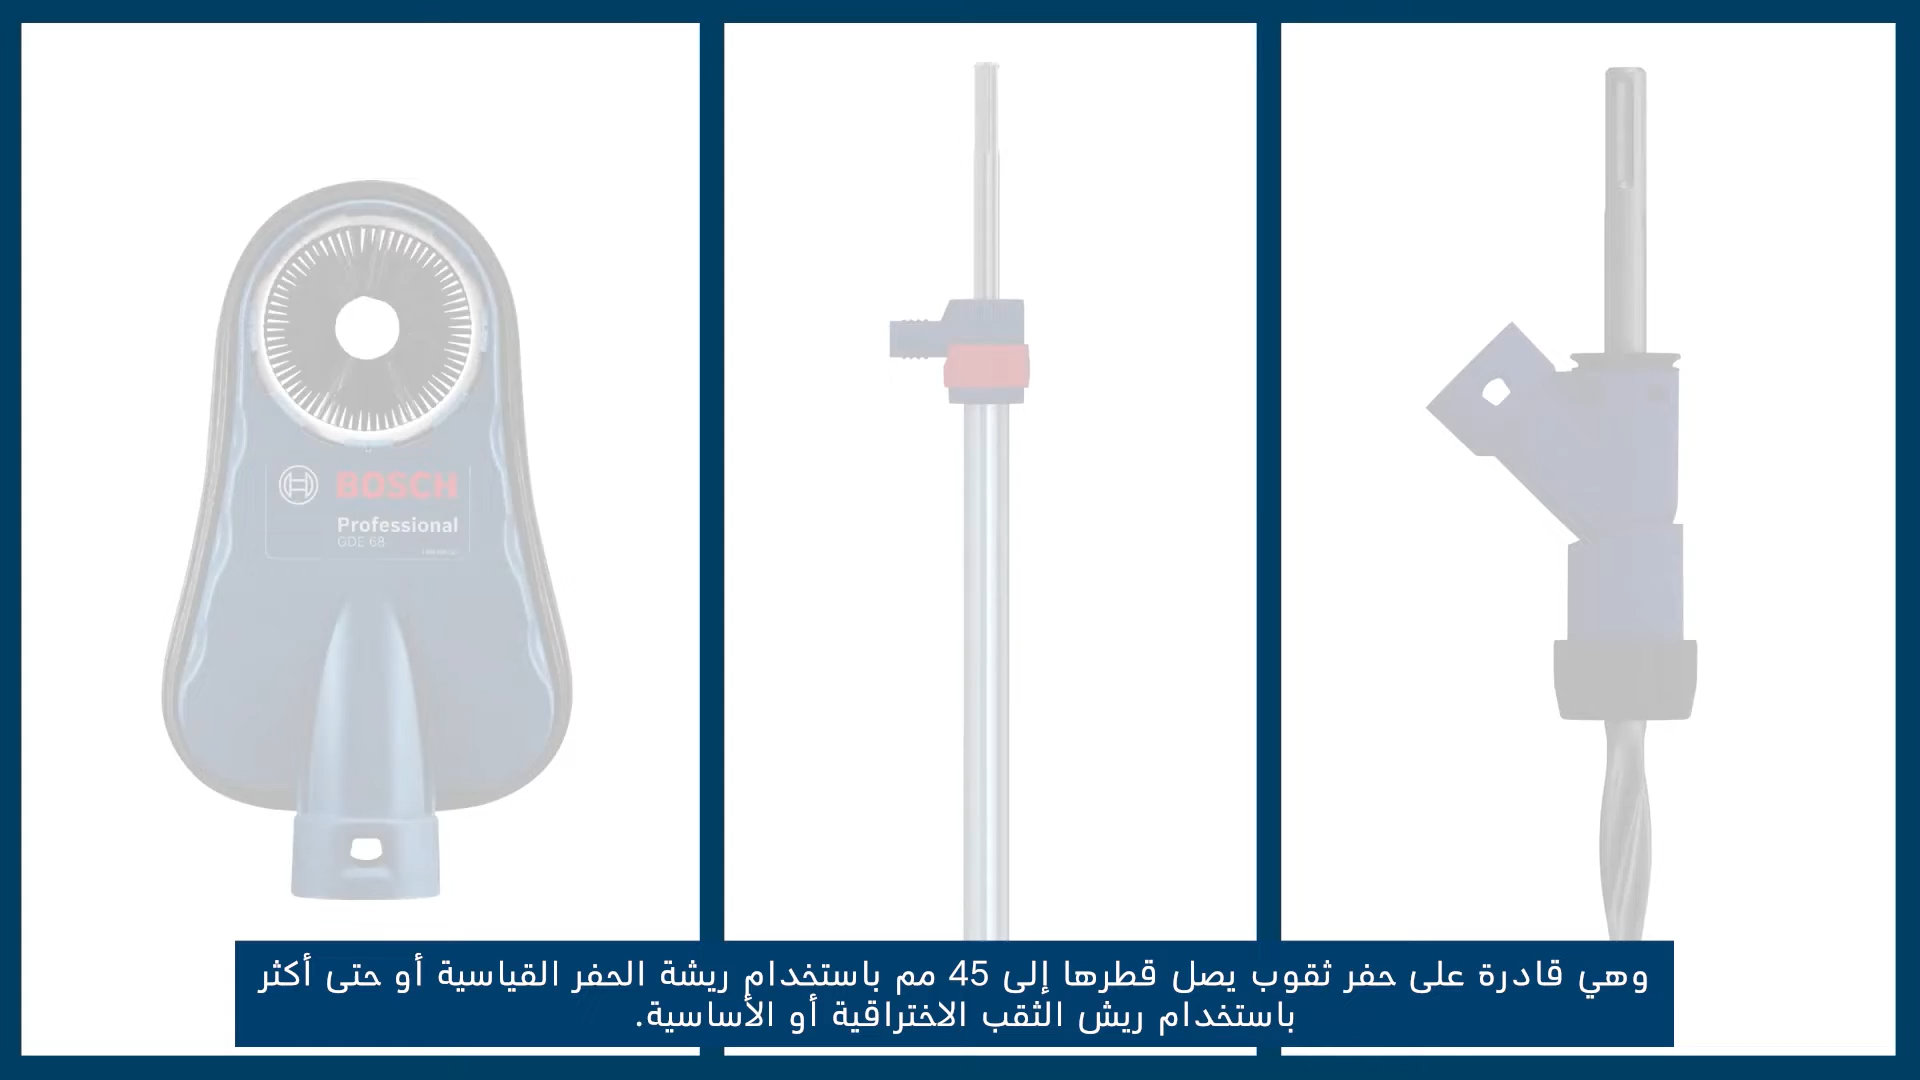 BOSCH
Professional
GDE 68
وهي قادرة على حفر ثقوب يصل قطرها إلى 45 مم باستخدام ريشة الحفر القياسية أو حتى أكثر
باستخدام ريش الثقب الاختراقية أو الأساسية.